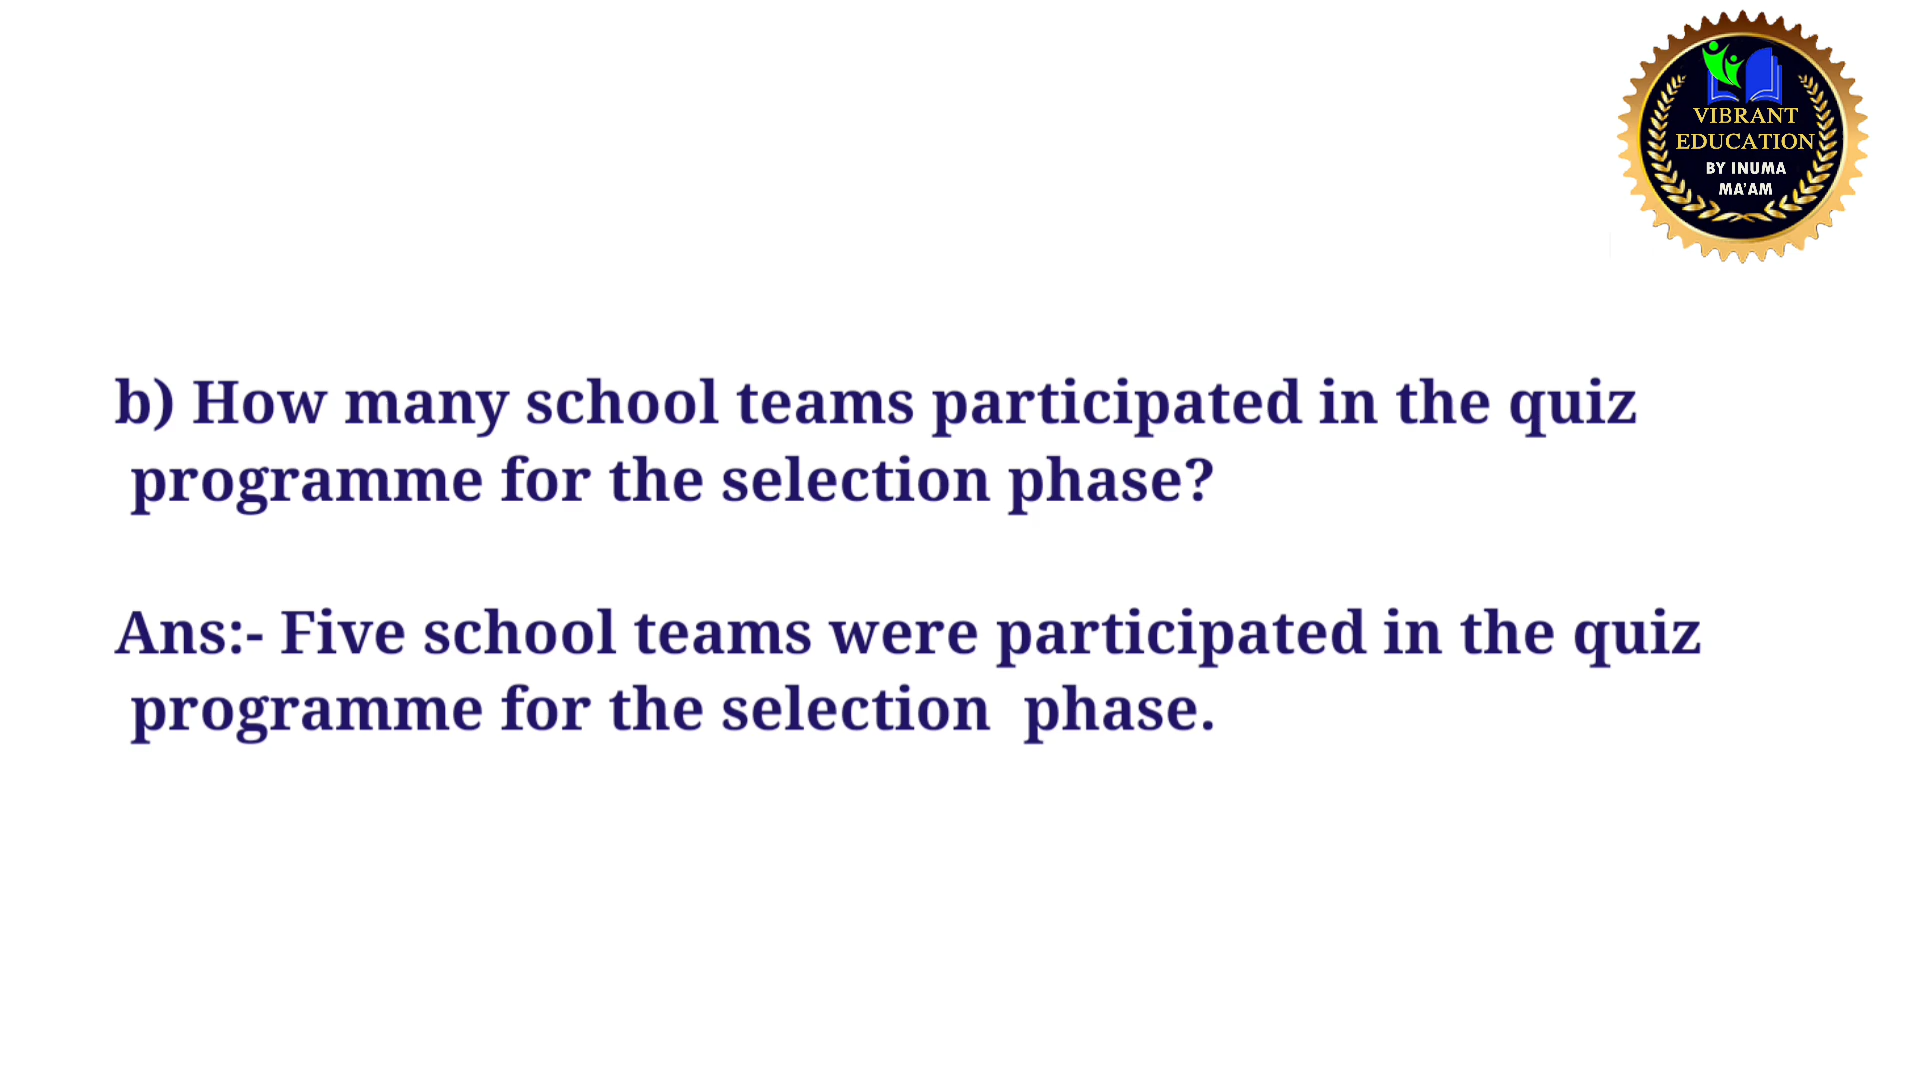 VIBRANT
EDUCATION
BY INUMA
MA'AM
b) How many school teams participated in the quiz
programme for the selection phase?
Ans:- Five school teams were participated in the quiz
programme for the selection phase.